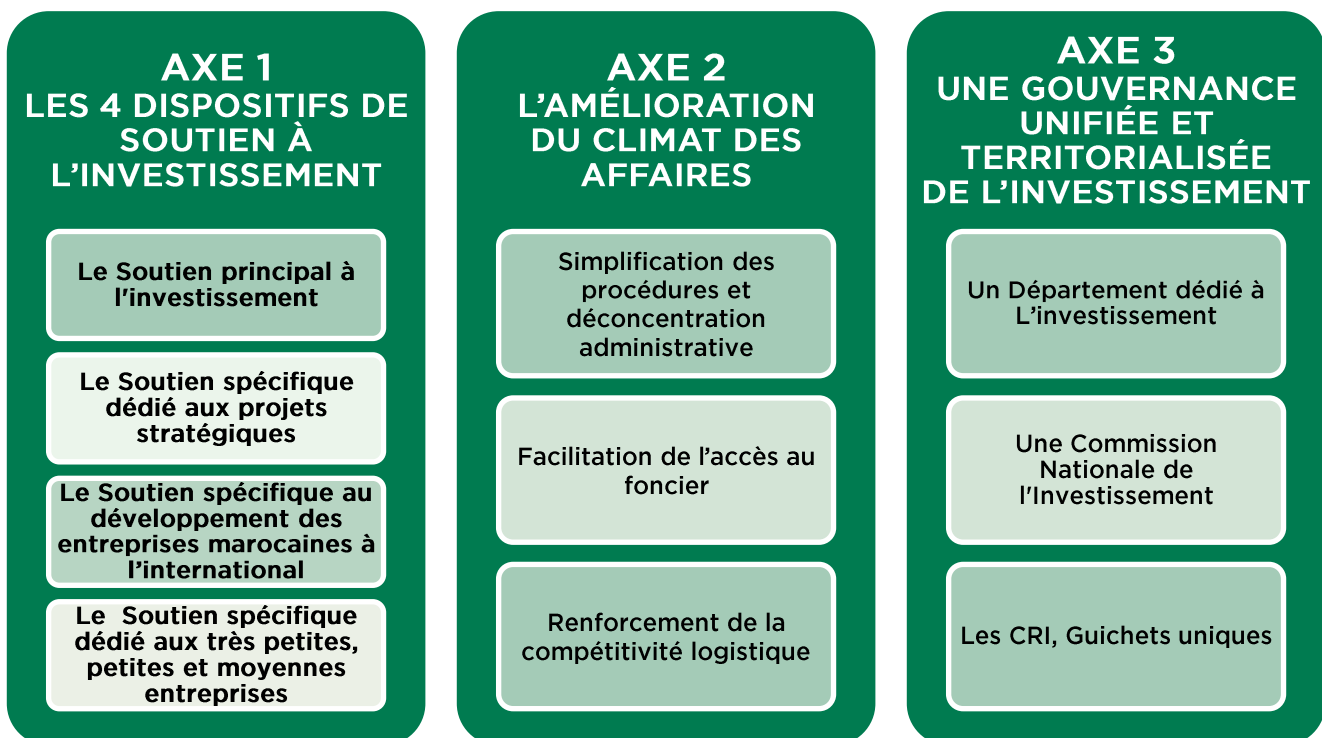 AXE 1
LES 4 DISPOSITIFS DE
SOUTIEN À
L’INVESTISSEMENT
Le Soutien principal à
l'investissement
Le Soutien spécifique
dédié aux projets
stratégiques
Le Soutien spécifique au
développement des
entreprises marocaines à
l’international
Le  Soutien spécifique
dédié aux très petites,
petites et moyennes
entreprises
AXE 2
L’AMÉLIORATION
DU CLIMAT DES
AFFAIRES
Simplification des
procédures et
déconcentration
administrative
Facilitation de l’accès au
foncier
Renforcement de la
compétitivité logistique
AXE 3
UNE GOUVERNANCE
UNIFIÉE ET
TERRITORIALISÉE
DE L’INVESTISSEMENT
Un Département dédié à
L’investissement
Une Commission
Nationale de
l'Investissement
Les CRI, Guichets uniques